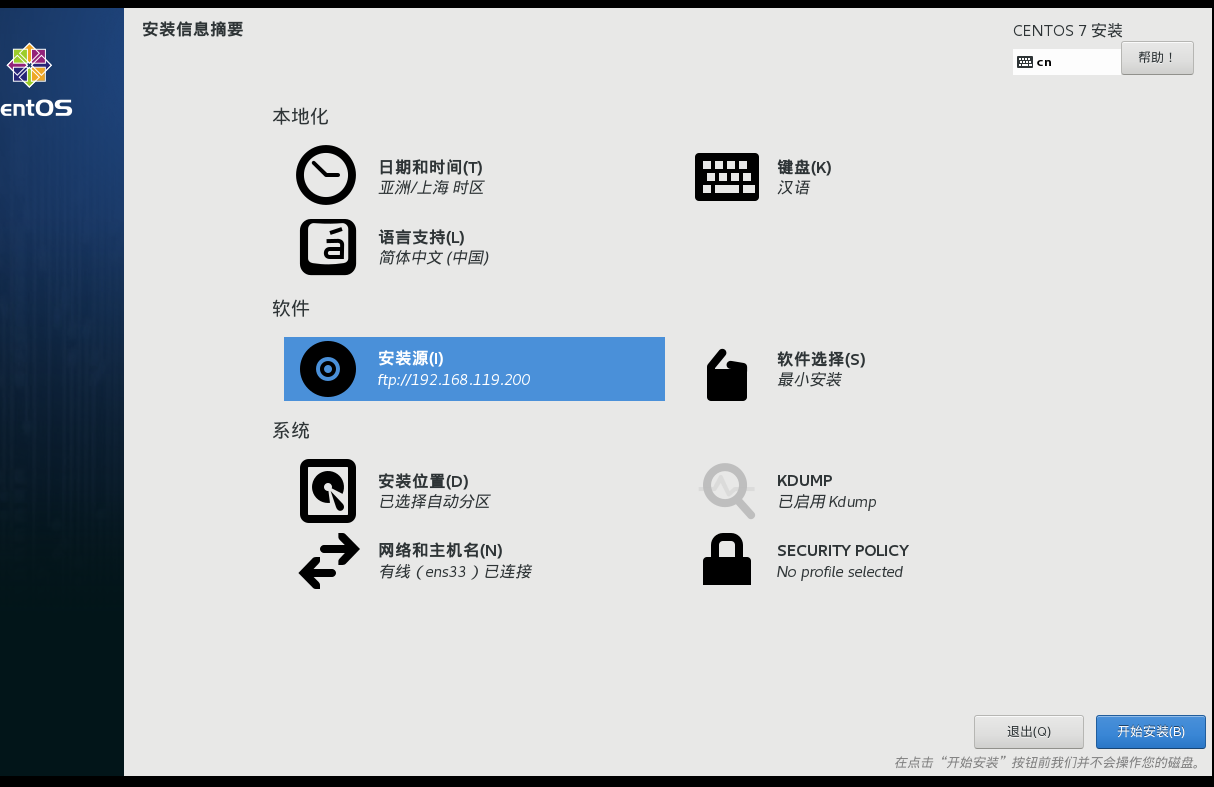 安装信息摘要
CENTOS 7 安装
cn
帮助！
entOS
本地化
日期和时间(T)
亚洲/上海 时区
键盘(K)
汉语
语言支持(L)
简体中文 (中国)
软件
安装源(I)
ftp://192.168.119.200
软件选择(S)
最小安装
系统
安装位置(D)
已选择自动分区
KDUMP
已启用 Kdump
网络和主机名(N)
有线（ens33）已连接
SECURITY POLICY
No profile selected
退出(Q)
开始安装(B)
在点击“开始安装”按钮前我们并不会操作您的磁盘。